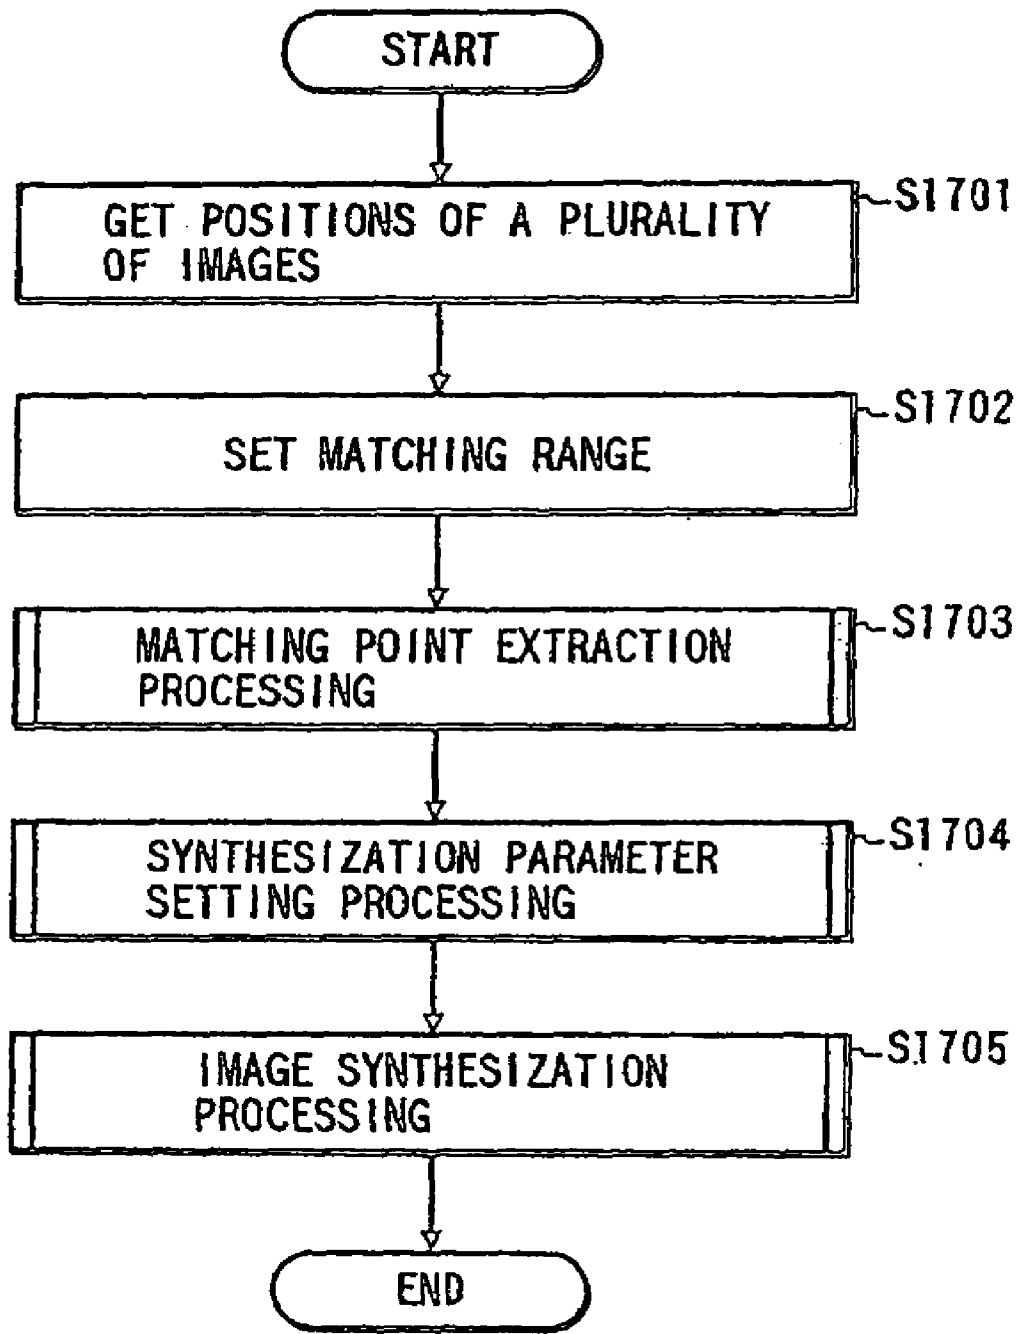 START
GET POSITIONS OF A PLURALITY
OF IMAGES
S1701
SET MATCHING RANGE
S1702
MATCHING POINT EXTRACTION
PROCESSING
S1703
SYNTHESIZATION PARAMETER
SETTING PROCESSING
S1704
IMAGE SYNTHESIZATION
PROCESSING
S1705
END